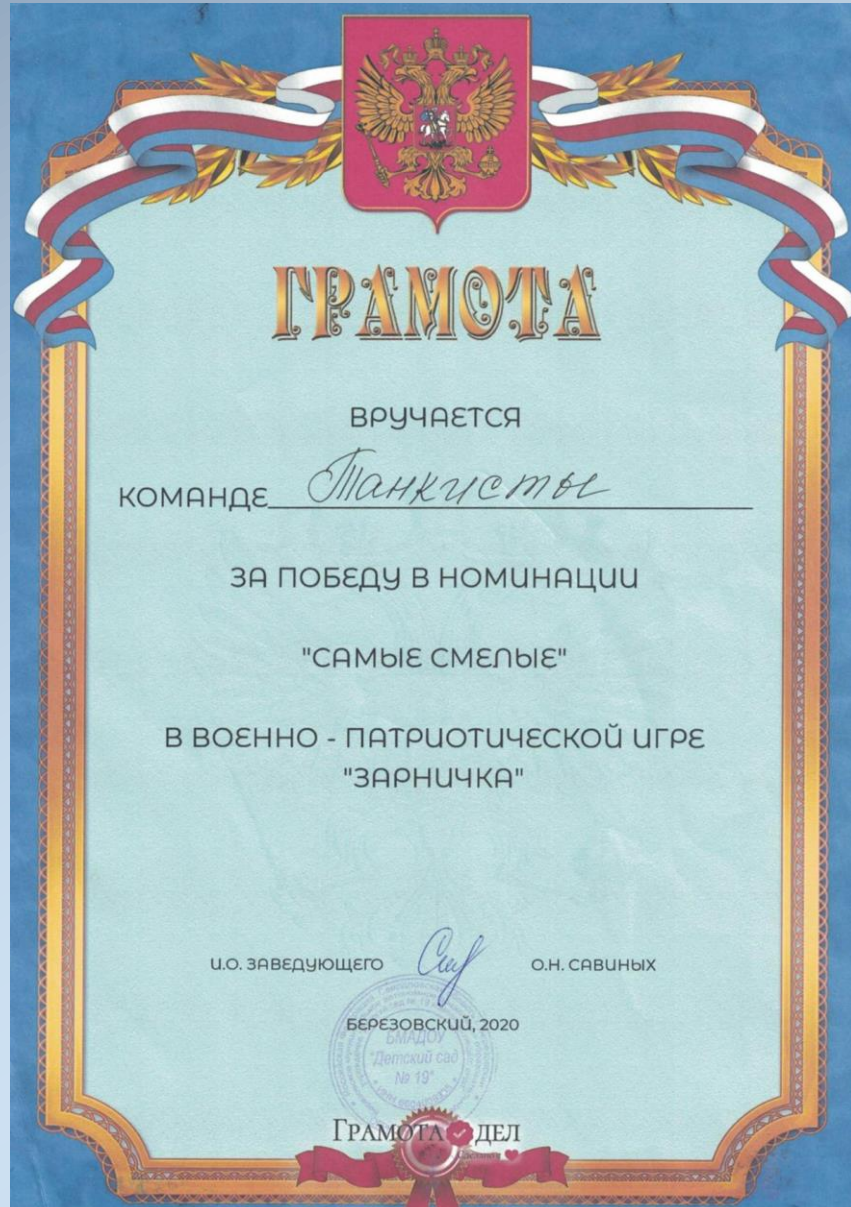 ГРАМОТА
ВРУЧАЕТСЯ
КОМАНДЕ Танкисты
ЗА ПОБЕДУ В НОМИНАЦИИ
"САМЫЕ СМЕЛЫЕ"
В ВОЕННО - ПАТРИОТИЧЕСКОЙ ИГРЕ
"ЗАРНИЧКА"
И.О. ЗАВЕДУЮЩЕГО О.Н. САВИНЫХ
БЕРЕЗОВСКИЙ, 2020
БМАДОУ
"Детский сад
№ 19"
ГРАМОТА ДЕЛ